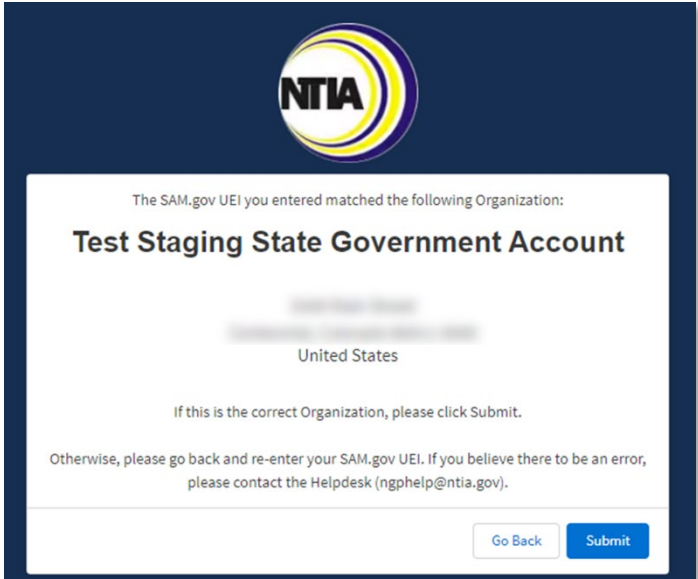 NTIA
The SAM.gov UEI you entered matched the following Organization:
Test Staging State Government Account
United States
If this is the correct Organization, please click Submit.
Otherwise, please go back and re-enter your SAM.gov UEI. If you believe there to be an error,
please contact the Helpdesk (ngphelp@ntia.gov).
Go Back Submit